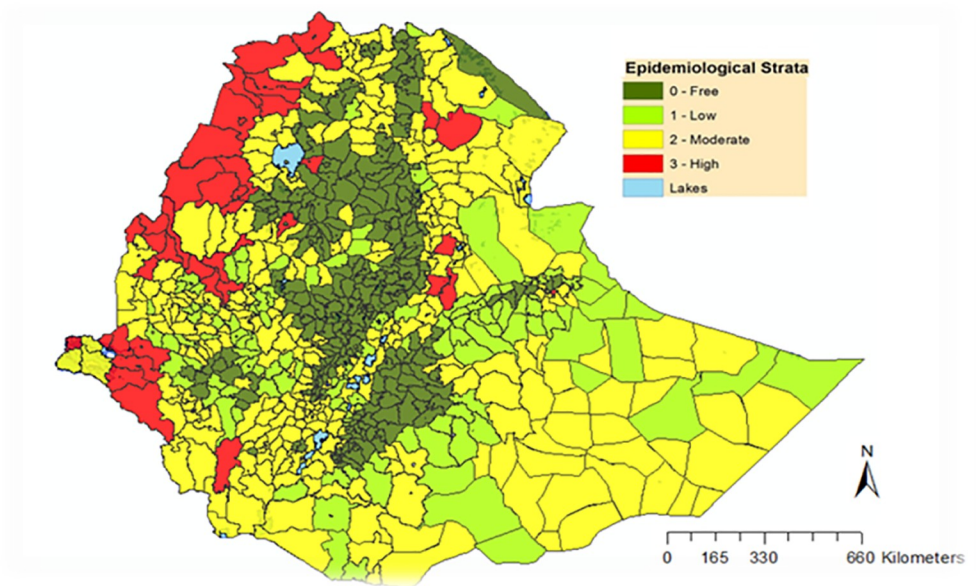 Epidemiological Strata
0 - Free
1 - Low
2 - Moderate
3 - High
Lakes
N
0 165 330 660 Kilometers